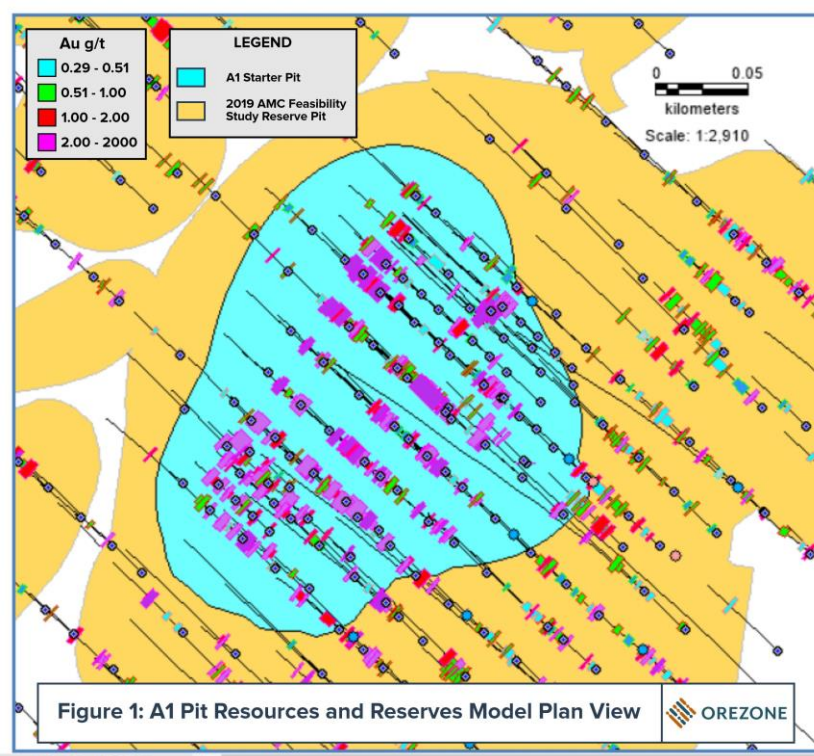 Au g/t
0.29 - 0.51
0.51 - 1.00
1.00 - 2.00
2.00 - 2000
LEGEND
A1 Starter Pit
2019 AMC Feasibility
Study Reserve Pit
0 0.05
kilometers
Scale: 1:2,910
Figure 1: A1 Pit Resources and Reserves Model Plan View
OREZONE